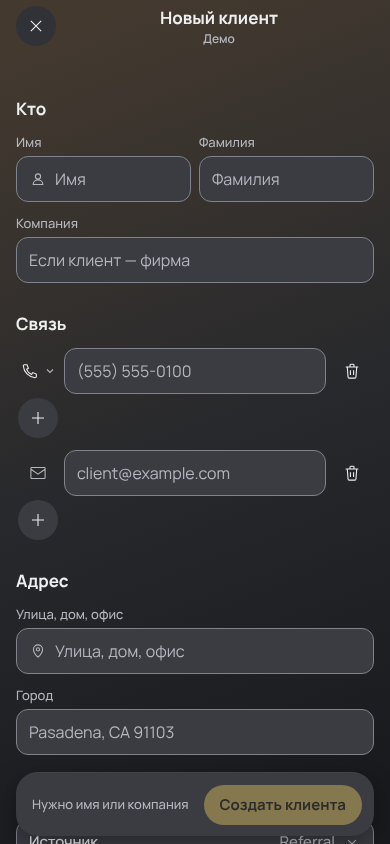 Новый клиент
Демо
Кто
Имя
Фамилия
Имя
Фамилия
Компания
Если клиент — фирма
Связь
(555) 555-0100
client@example.com
Адрес
Улица, дом, офис
Улица, дом, офис
Город
Pasadena, CA 91103
Нужно имя или компания
Создать клиента
Источник
Referral